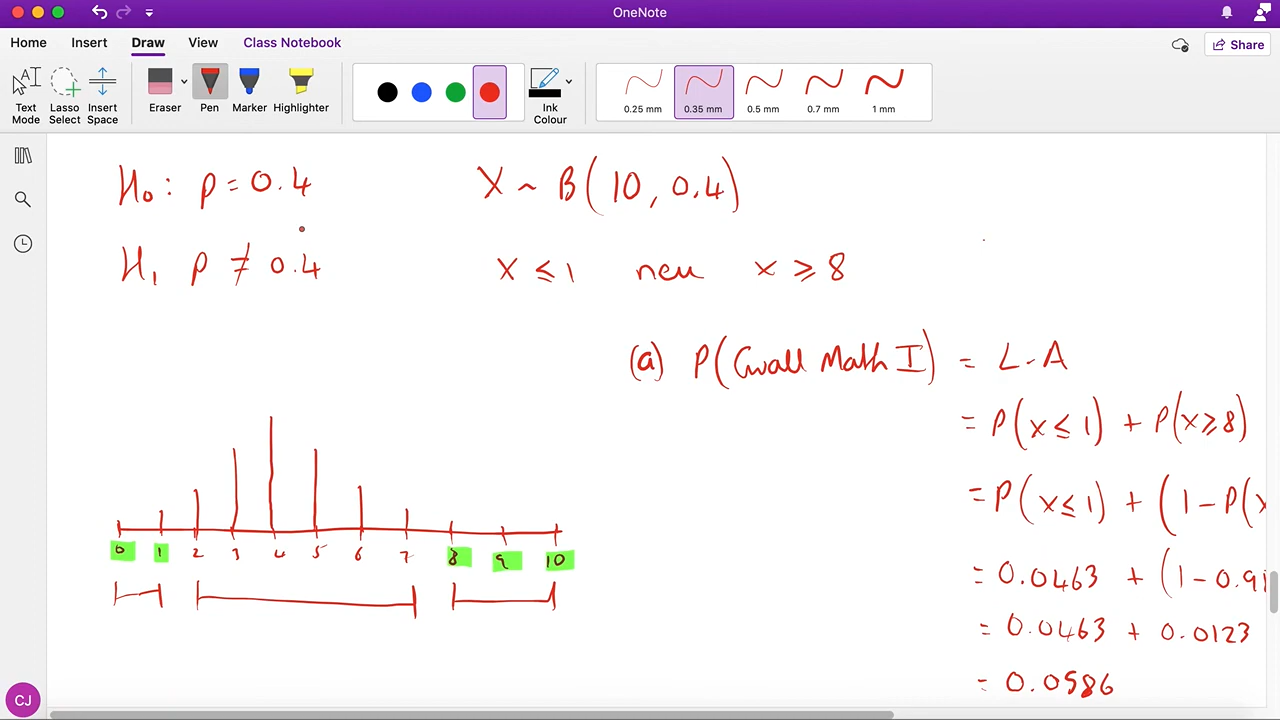 OneNote
Home Insert Draw View Class Notebook
Share
Eraser Pen Marker Highlighter
Text Mode
Lasso Select
Insert Space
Ink Colour
0.25 mm 0.35 mm 0.5 mm 0.7 mm 1 mm
H₀: p = 0.4
X ~ B(10, 0.4)
H₁ p ≠ 0.4
X ≤ 1 neu x ≥ 8
(a) P(Gwall Math I) = L-A
= P(x ≤ 1) + P(x ≥ 8)
= P(x ≤ 1) + (1 - P(x
= 0.0463 + (1 - 0.9
= 0.0463 + 0.0123
= 0.0586
0 1 2 3 4 5 6 7 8 9 10
CJ